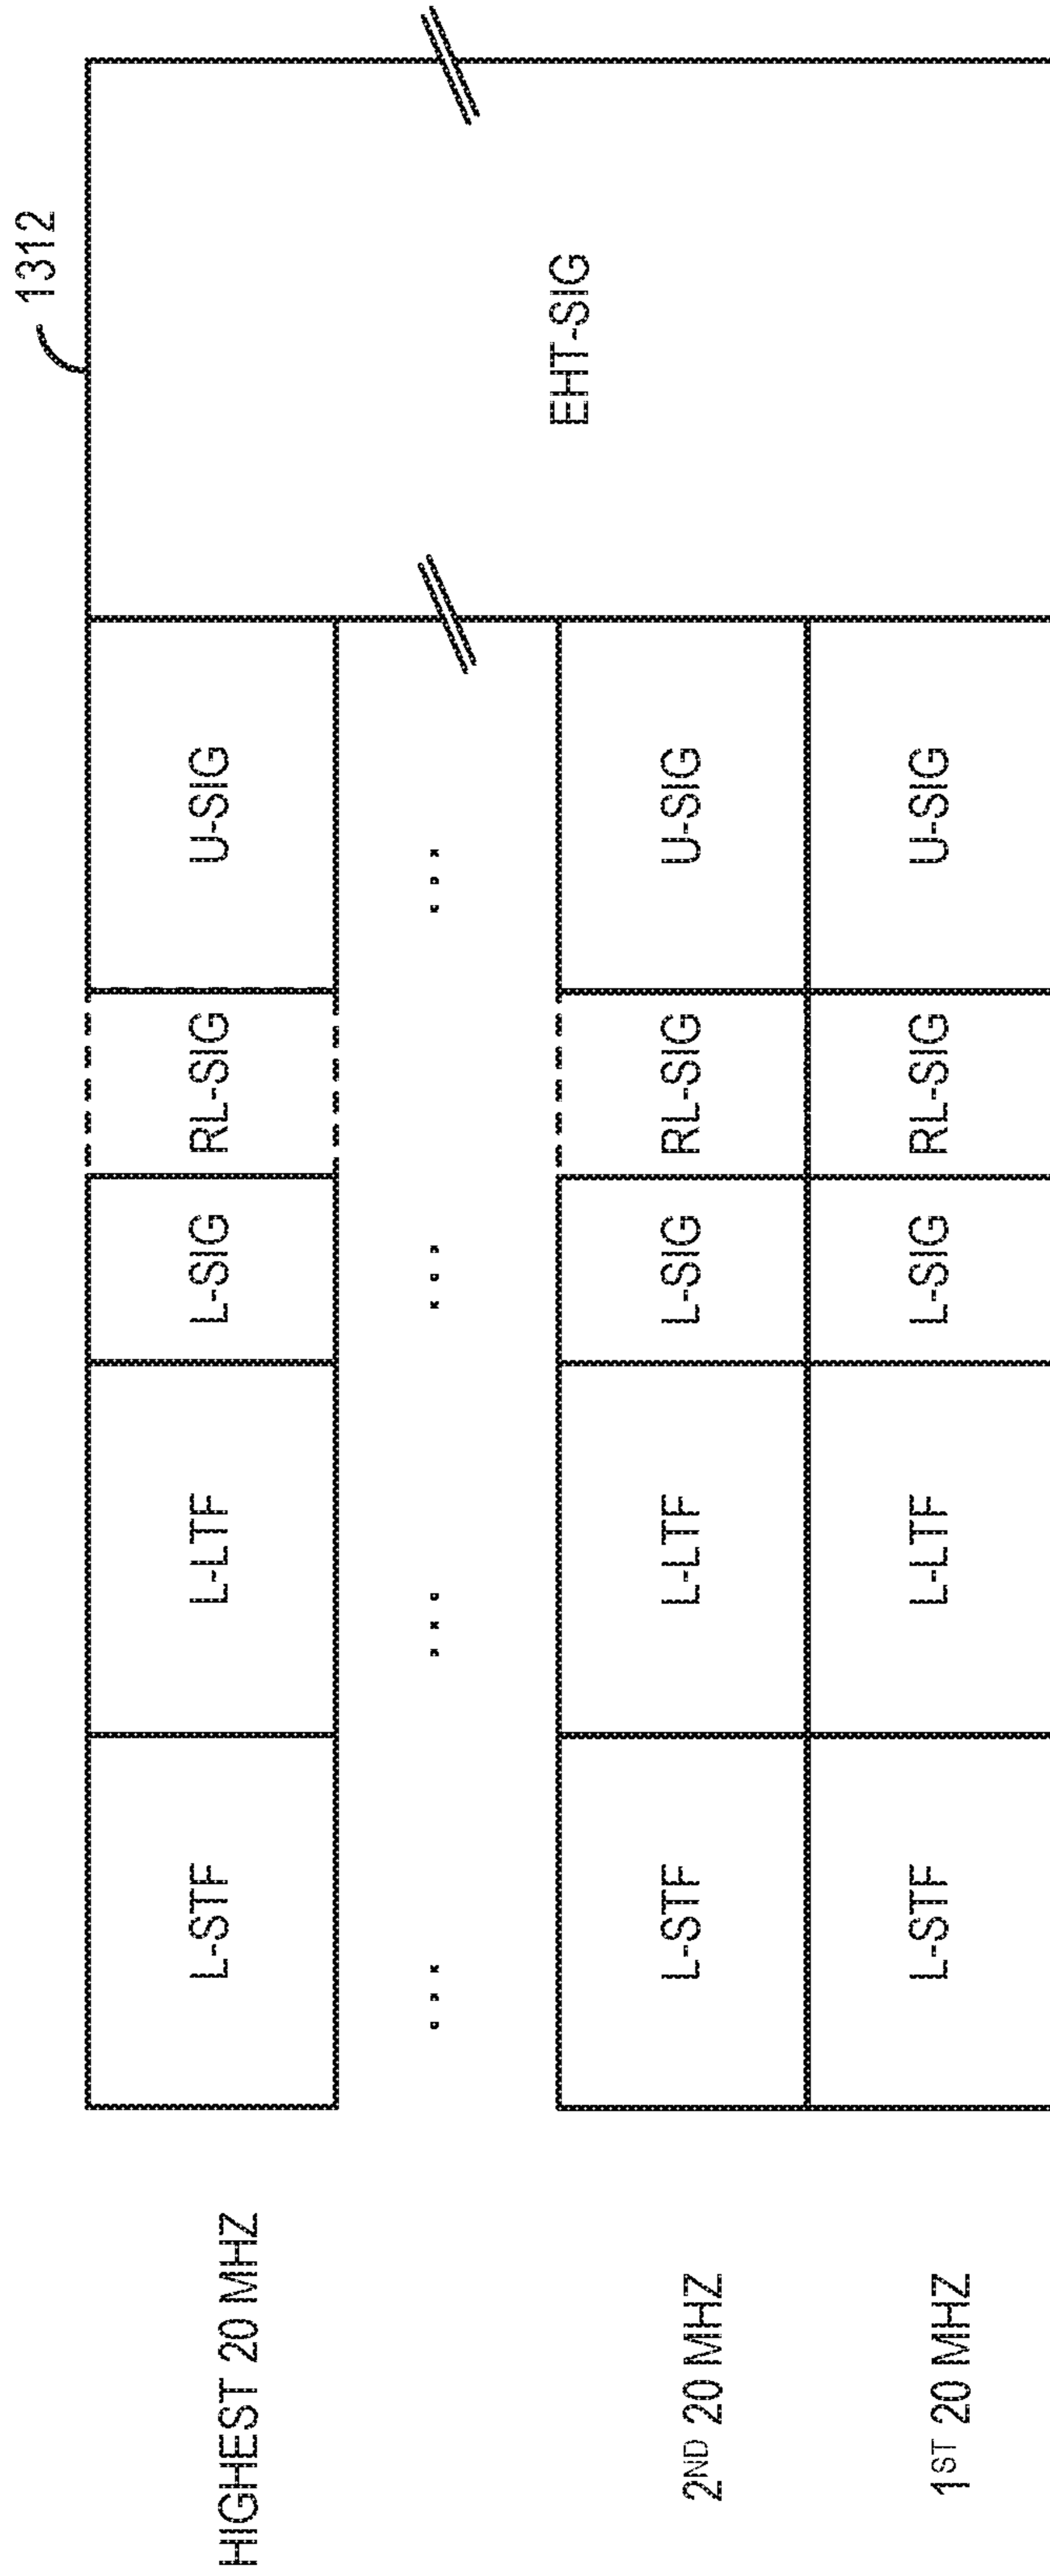 1312
HIGHEST 20 MHZ
L-STF
L-LTF
L-SIG
RL-SIG
U-SIG
EHT-SIG
...
...
...
...
2ND 20 MHZ
L-STF
L-LTF
L-SIG
RL-SIG
U-SIG
1ST 20 MHZ
L-STF
L-LTF
L-SIG
RL-SIG
U-SIG